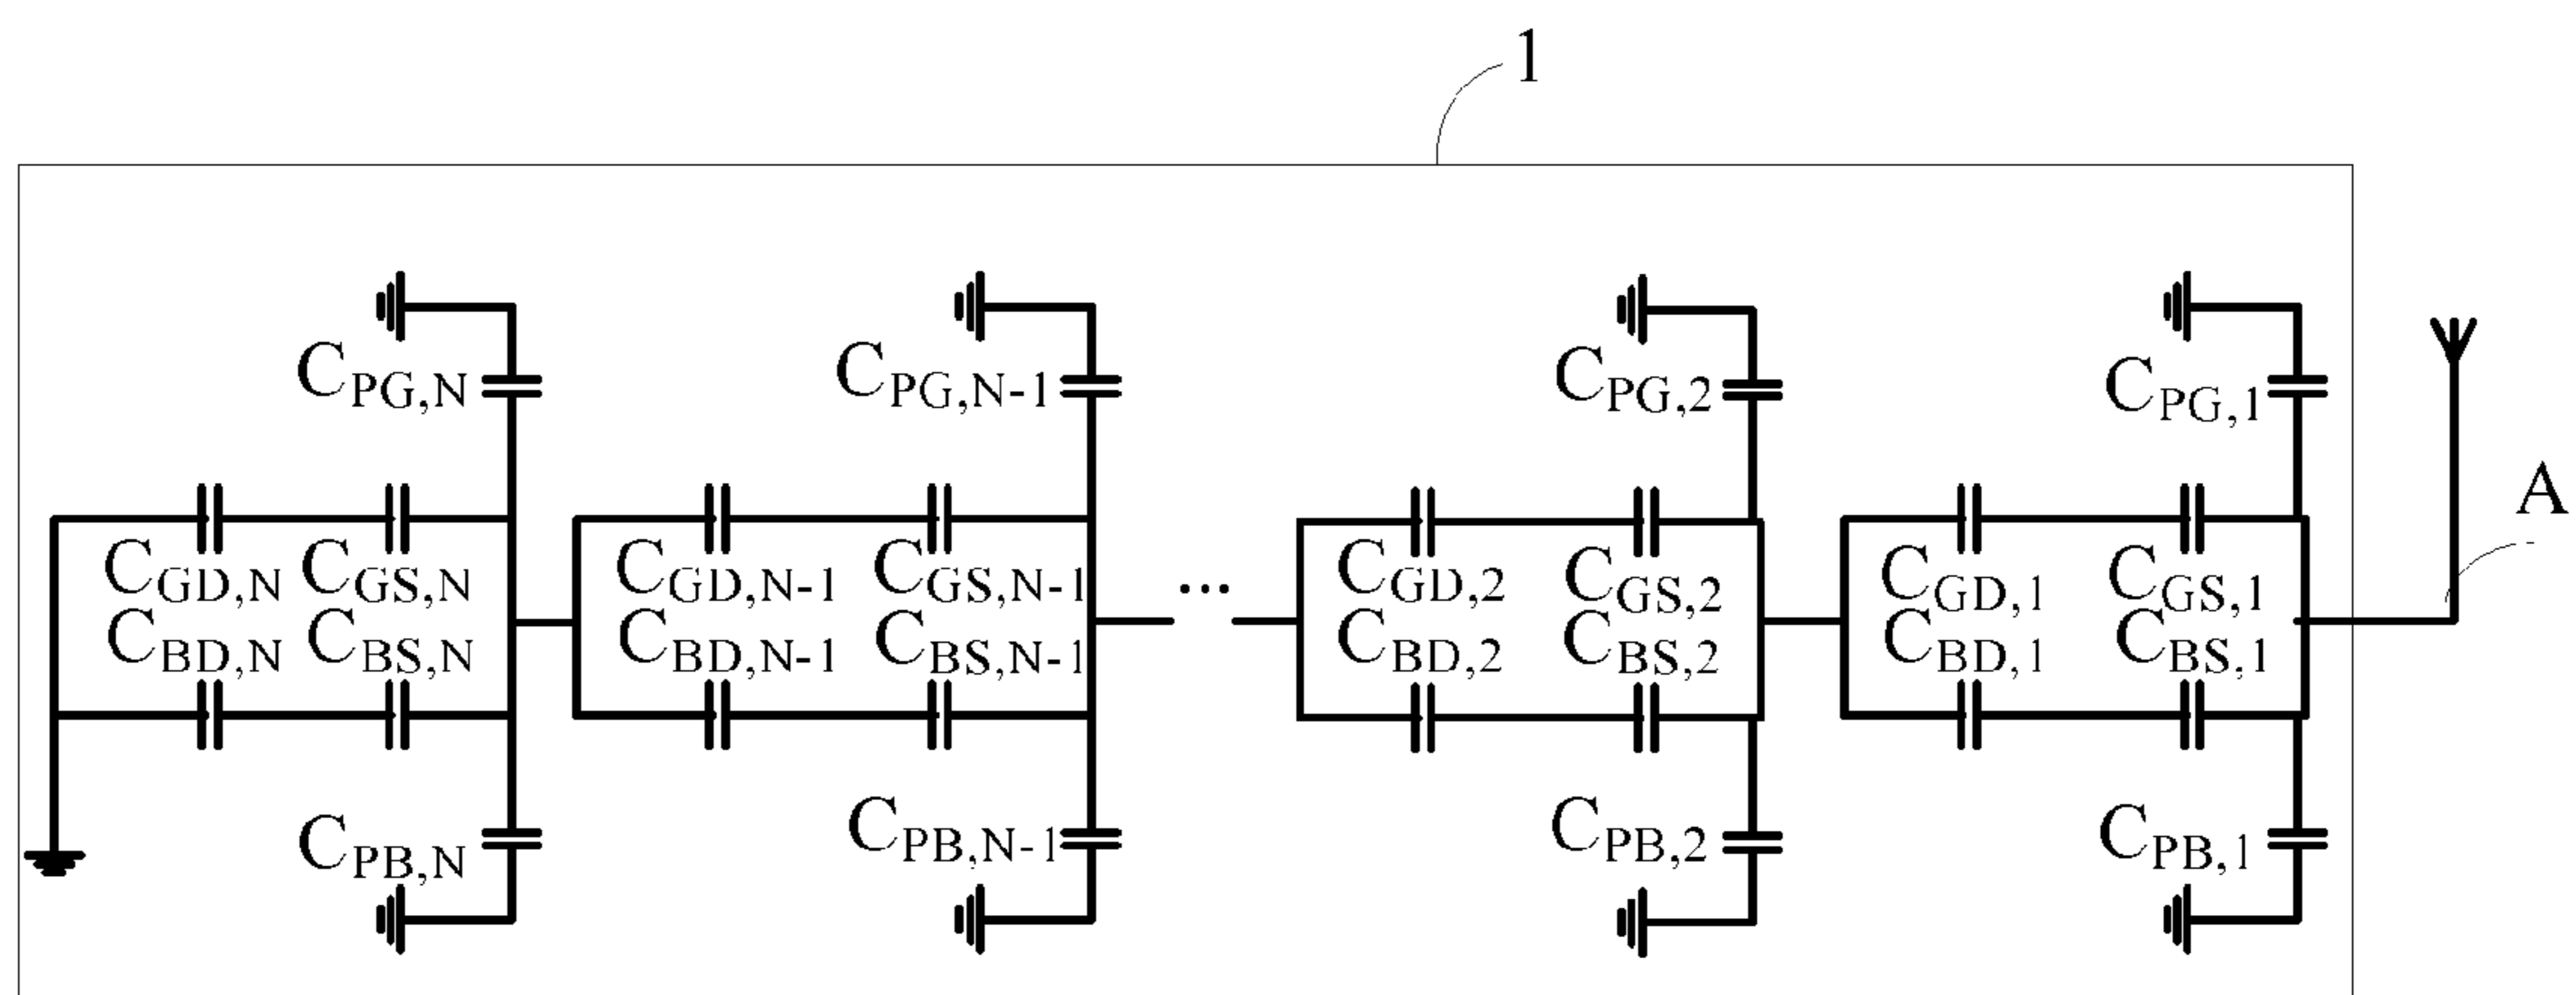 1
C_PG,N C_PG,N-1 C_PG,2 C_PG,1
A
C_GD,N C_GS,N C_GD,N-1 C_GS,N-1 ... C_GD,2 C_GS,2 C_GD,1 C_GS,1
C_BD,N C_BS,N C_BD,N-1 C_BS,N-1 C_BD,2 C_BS,2 C_BD,1 C_BS,1
C_PB,N C_PB,N-1 C_PB,2 C_PB,1